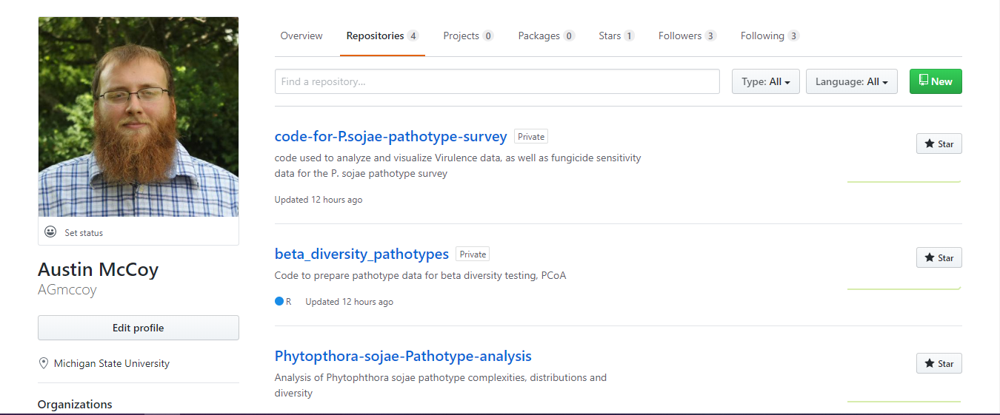 Overview Repositories 4 Projects 0 Packages 0 Stars 1 Followers 3 Following 3
Find a repository...
Type: All
Language: All
New
code-for-P.sojae-pathotype-survey Private
Star
code used to analyze and visualize Virulence data, as well as fungicide sensitivity
data for the P. sojae pathotype survey
Updated 12 hours ago
beta_diversity_pathotypes Private
Star
Code to prepare pathotype data for beta diversity testing, PCoA
R Updated 12 hours ago
Phytopthora-sojae-Pathotype-analysis
Star
Analysis of Phytophthora sojae pathotype complexities, distributions and
diversity
Set status
Austin McCoy
AGmccoy
Edit profile
Michigan State University
Organizations